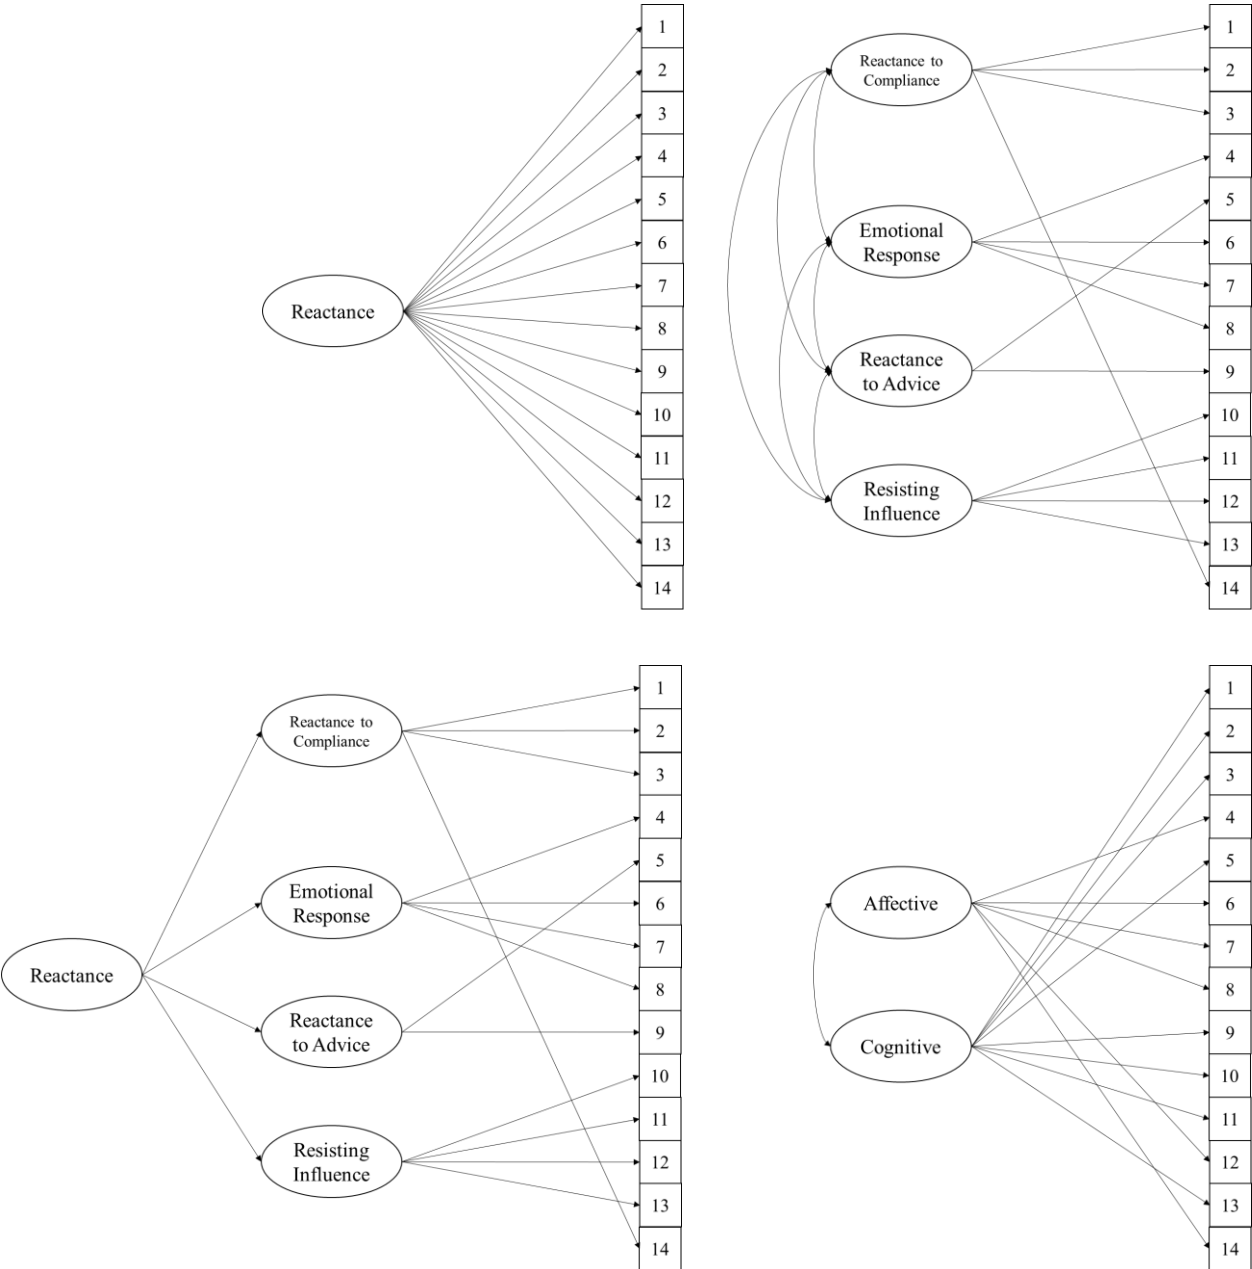 Reactance
1
2
3
4
5
6
7
8
9
10
11
12
13
14
Reactance to
Compliance
Emotional
Response
Reactance
to Advice
Resisting
Influence
1
2
3
4
5
6
7
8
9
10
11
12
13
14
Reactance
Reactance to
Compliance
Emotional
Response
Reactance
to Advice
Resisting
Influence
1
2
3
4
5
6
7
8
9
10
11
12
13
14
Affective
Cognitive
1
2
3
4
5
6
7
8
9
10
11
12
13
14